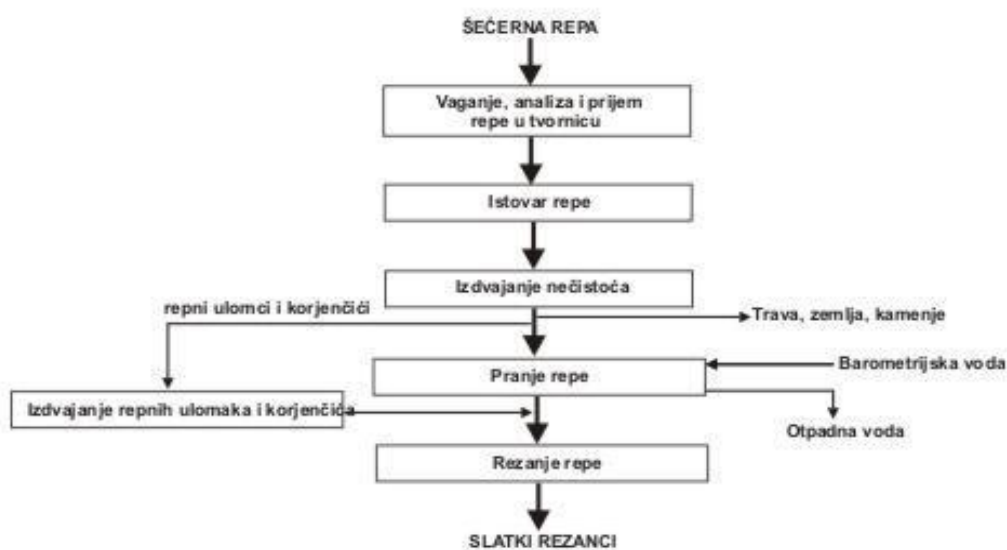 ŠEĆERNA REPA
Vaganje, analiza i prijem
repe u tvornicu
Istovar repe
Izdvajanje nečistoća
repni ulomci i korjenčići
Trava, zemlja, kamenje
Barometrijska voda
Pranje repe
Izdvajanje repnih ulomaka i korjenčića
Otpadna voda
Rezanje repe
SLATKI REZANCI